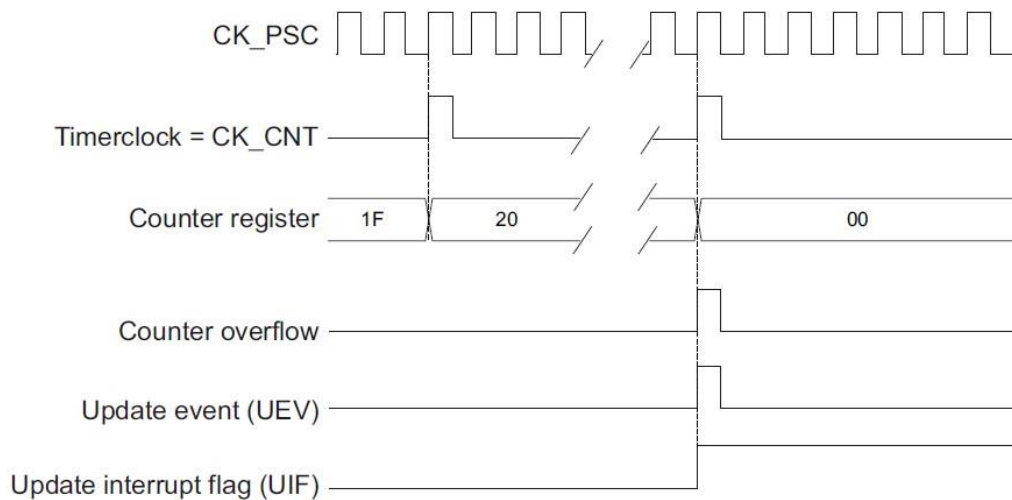 CK_PSC
Timerclock = CK_CNT
Counter register
1F
20
00
Counter overflow
Update event (UEV)
Update interrupt flag (UIF)